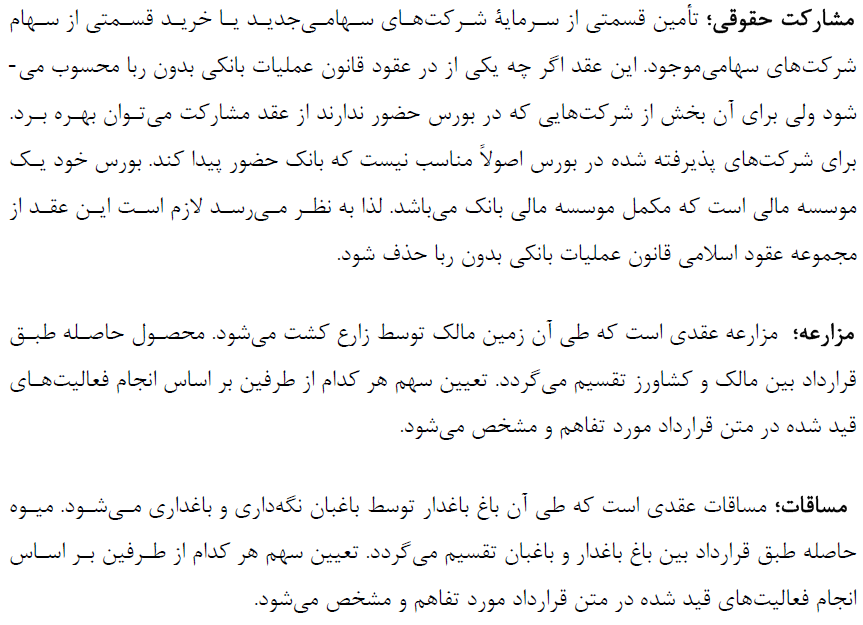 مشارکت حقوقی؛ تأمین قسمتی از سرمایۀ شرکت‌های سهامی‌جدید یا خرید قسمتی از سهام
شرکت‌های سهامی‌موجود. این عقد اگر چه یکی از در عقود قانون عملیات بانکی بدون ربا محسوب می-
شود ولی برای آن بخش از شرکت‌هایی که در بورس حضور ندارند از عقد مشارکت می‌توان بهره برد.
برای شرکت‌های پذیرفته شده در بورس اصولاً مناسب نیست که بانک حضور پیدا کند. بورس خود یک
موسسه مالی است که مکمل موسسه مالی بانک می‌باشد. لذا به نظر می‌رسد لازم است این عقد از
مجموعه عقود اسلامی قانون عملیات بانکی بدون ربا حذف شود.
مزارعه؛ مزارعه عقدی است که طی آن زمین مالک توسط زارع کشت می‌شود. محصول حاصله طبق
قرارداد بین مالک و کشاورز تقسیم می‌گردد. تعیین سهم هر کدام از طرفین بر اساس انجام فعالیت‌های
قید شده در متن قرارداد مورد تفاهم و مشخص می‌شود.
مساقات؛ مساقات عقدی است که طی آن باغ باغدار توسط باغبان نگه‌داری و باغداری می‌شود. میوه
حاصله طبق قرارداد بین باغ باغدار و باغبان تقسیم می‌گردد. تعیین سهم هر کدام از طرفین بر اساس
انجام فعالیت‌های قید شده در متن قرارداد مورد تفاهم و مشخص می‌شود.